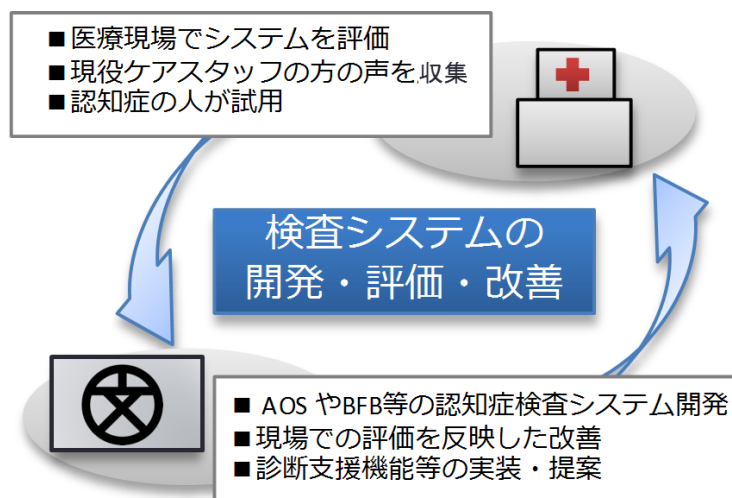 ■医療現場でシステムを評価
■現役ケアスタッフの方の声を収集
■認知症の人が試用
検査システムの
開発・評価・改善
■ AOS やBFB等の認知症検査システム開発
■現場での評価を反映した改善
■診断支援機能等の実装・提案